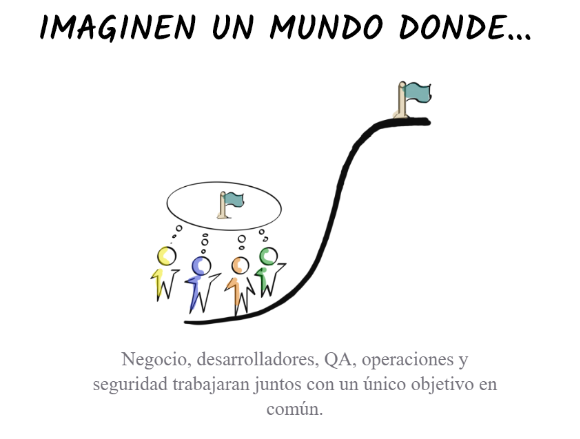 IMAGINEN UN MUNDO DONDE...
Negocio, desarrolladores, QA, operaciones y
seguridad trabajaran juntos con un único objetivo en
común.